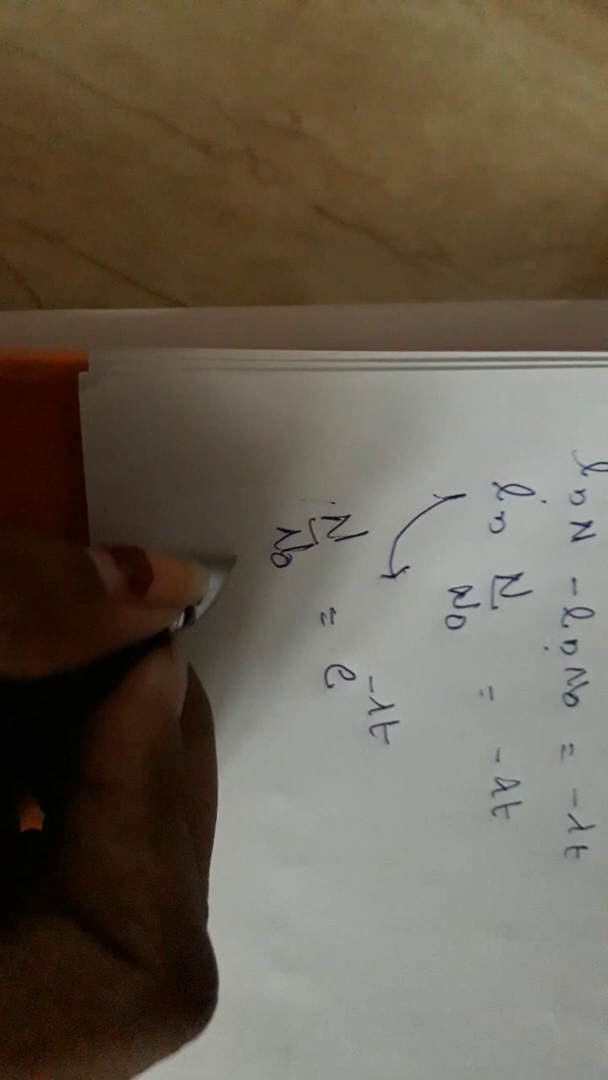 ln N - ln N₀ = -λt
ln N/N₀ = -λt
N/N₀ = e^-λt